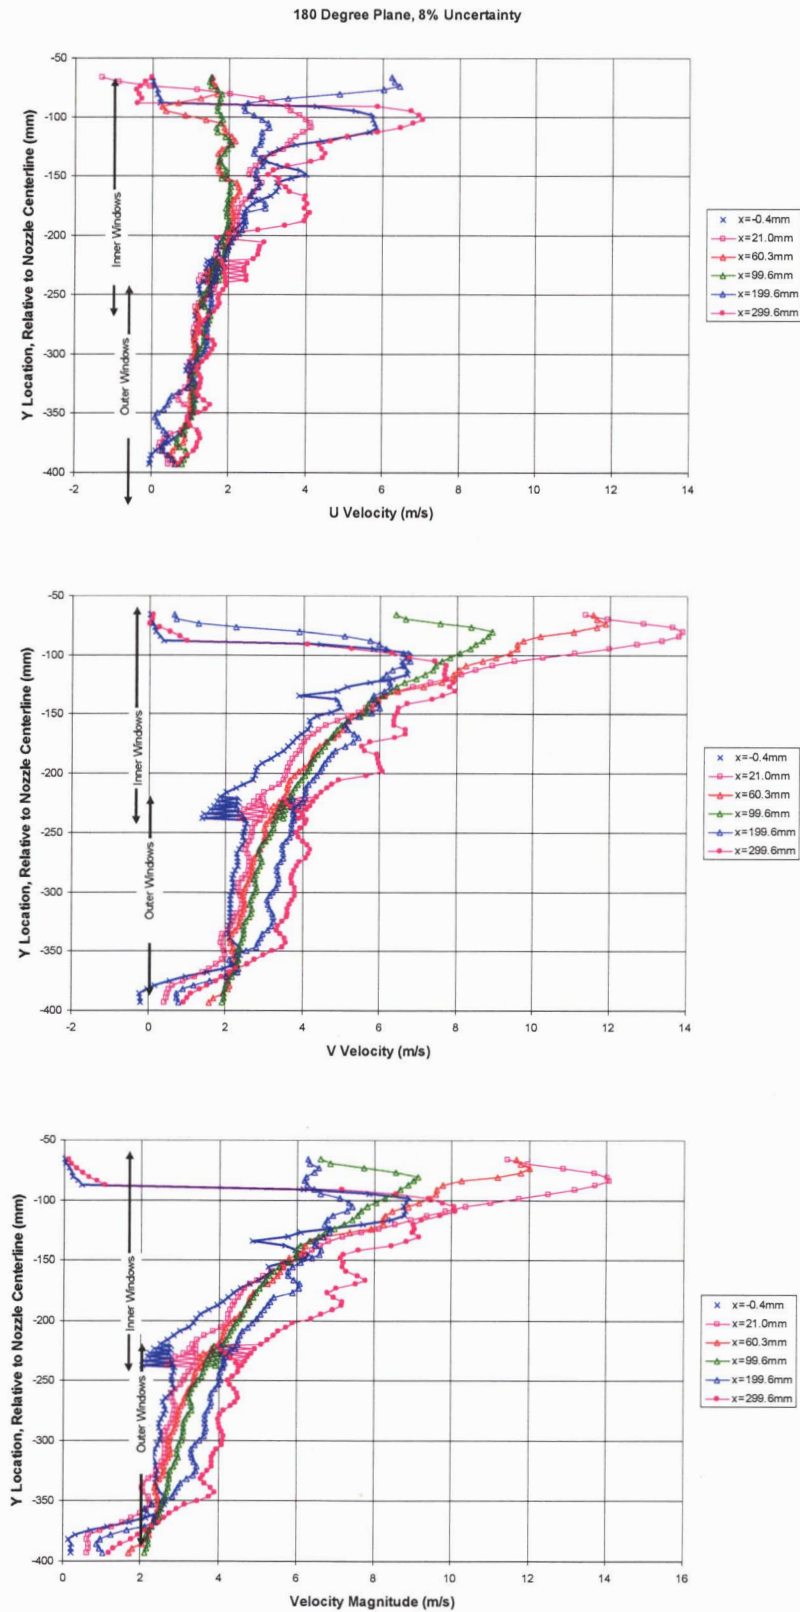 180 Degree Plane, 8% Uncertainty
-50
-100
-150
-200
-250
-300
-350
-400
Y Location, Relative to Nozzle Centerline (mm)
Inner Windows
Outer Windows
-2
0
2
4
6
8
10
12
14
U Velocity (m/s)
x=-0.4mm
x=21.0mm
x=60.3mm
x=99.6mm
x=199.6mm
x=299.6mm
-50
-100
-150
-200
-250
-300
-350
-400
Y Location, Relative to Nozzle Centerline (mm)
Inner Windows
Outer Windows
-2
0
2
4
6
8
10
12
14
V Velocity (m/s)
x=-0.4mm
x=21.0mm
x=60.3mm
x=99.6mm
x=199.6mm
x=299.6mm
-50
-100
-150
-200
-250
-300
-350
-400
Y Location, Relative to Nozzle Centerline (mm)
Inner Windows
Outer Windows
0
2
4
6
8
10
12
14
16
Velocity Magnitude (m/s)
x=-0.4mm
x=21.0mm
x=60.3mm
x=99.6mm
x=199.6mm
x=299.6mm